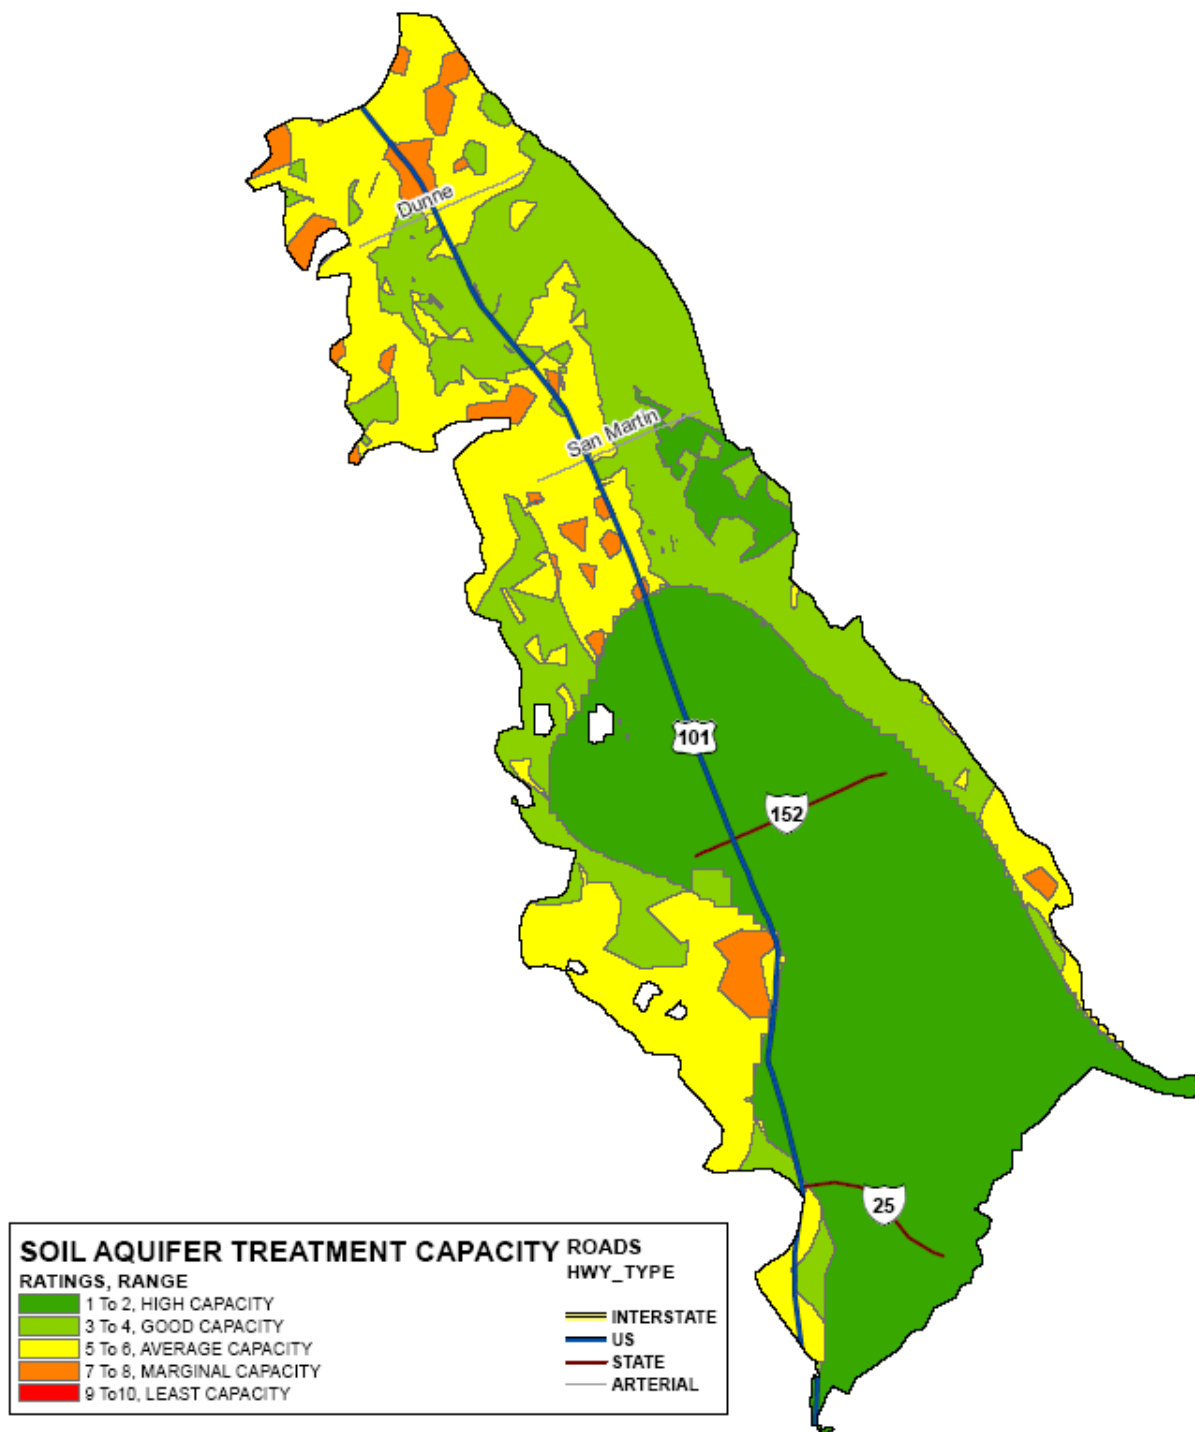 Dunne
San Martin
101
152
25
SOIL AQUIFER TREATMENT CAPACITY
RATINGS, RANGE
1 To 2, HIGH CAPACITY
3 To 4, GOOD CAPACITY
5 To 6, AVERAGE CAPACITY
7 To 8, MARGINAL CAPACITY
9 To10, LEAST CAPACITY
ROADS
HWY_TYPE
INTERSTATE
US
STATE
ARTERIAL